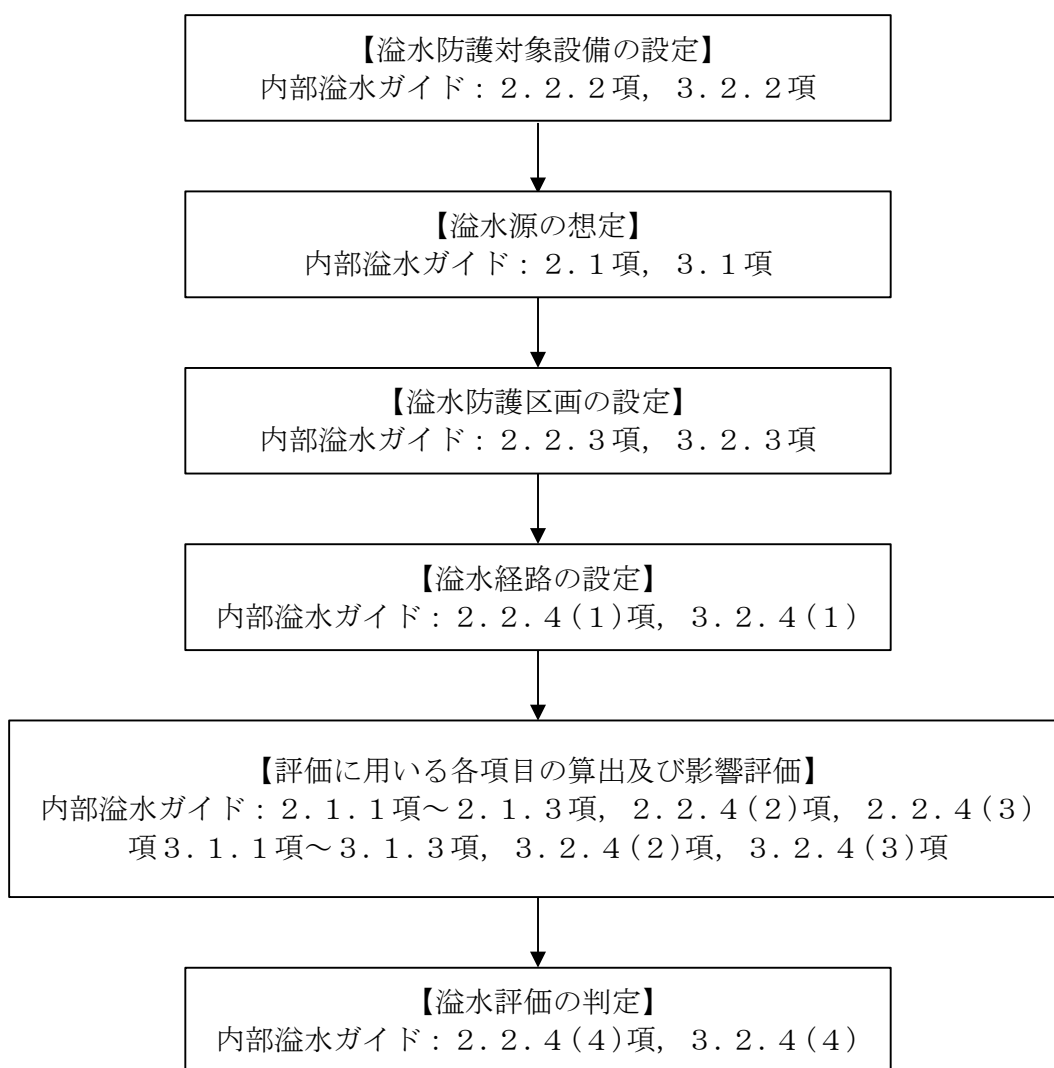 【溢水防護対象設備の設定】
内部溢水ガイド：２．２．２項，３．２．２項
【溢水源の想定】
内部溢水ガイド：２．１項，３．１項
【溢水防護区画の設定】
内部溢水ガイド：２．２．３項，３．２．３項
【溢水経路の設定】
内部溢水ガイド：２．２．４(１)項，３．２．４(１)
【評価に用いる各項目の算出及び影響評価】
内部溢水ガイド：２．１．１項～２．１．３項，２．２．４(２)項，２．２．４(３)
項３．１．１項～３．１．３項，３．２．４(２)項，３．２．４(３)項
【溢水評価の判定】
内部溢水ガイド：２．２．４(４)項，３．２．４(４)